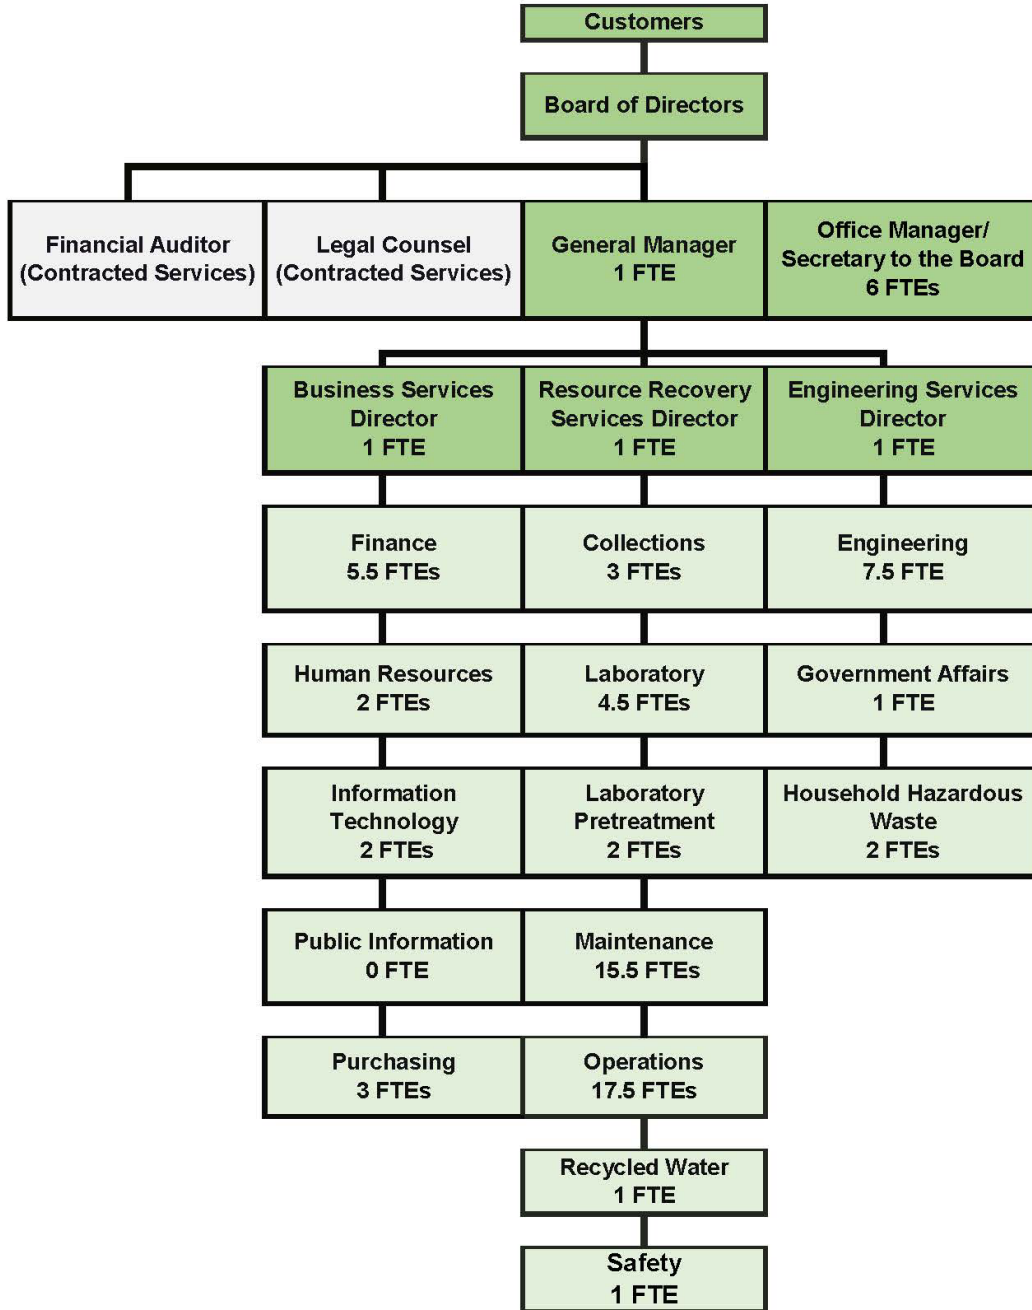 Customers
Board of Directors
Financial Auditor
(Contracted Services)
Legal Counsel
(Contracted Services)
General Manager
1 FTE
Office Manager/
Secretary to the Board
6 FTEs
Business Services
Director
1 FTE
Resource Recovery
Services Director
1 FTE
Engineering Services
Director
1 FTE
Finance
5.5 FTEs
Collections
3 FTEs
Engineering
7.5 FTE
Human Resources
2 FTEs
Laboratory
4.5 FTEs
Government Affairs
1 FTE
Information
Technology
2 FTEs
Laboratory
Pretreatment
2 FTEs
Household Hazardous
Waste
2 FTEs
Public Information
0 FTE
Maintenance
15.5 FTEs
Purchasing
3 FTEs
Operations
17.5 FTEs
Recycled Water
1 FTE
Safety
1 FTE